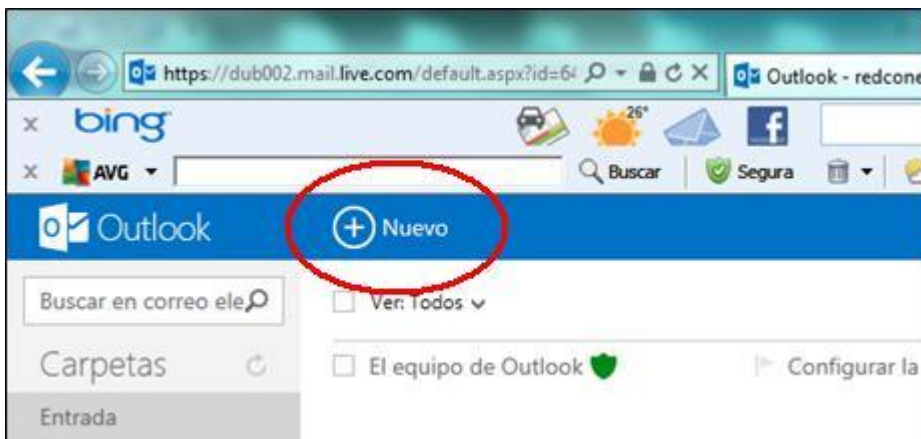 https://dub002.mail.live.com/default.aspx?id=64 Outlook - redcone
x bing 26° f
x AVG Buscar Segura
Outlook Nuevo
Buscar en correo ele
Ver: Todos
Carpetas
El equipo de Outlook Configurar la
Entrada